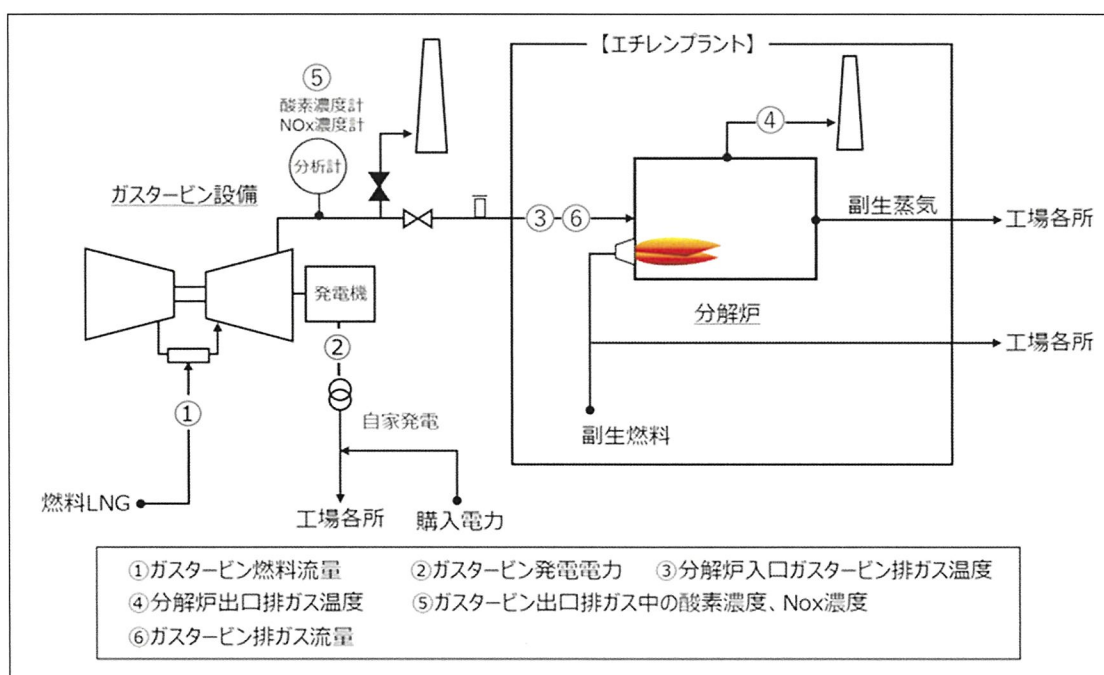 【エチレンプラント】
⑤
酸素濃度計
NOx濃度計
④
分析計
ガスタービン設備
副生蒸気
③ ⑥
工場各所
発電機
分解炉
②
工場各所
①
自家発電
副生燃料
燃料LNG
工場各所
購入電力
①ガスタービン燃料流量 ②ガスタービン発電電力 ③分解炉入口ガスタービン排ガス温度
④分解炉出口排ガス温度 ⑤ガスタービン出口排ガス中の酸素濃度、Nox濃度
⑥ガスタービン排ガス流量